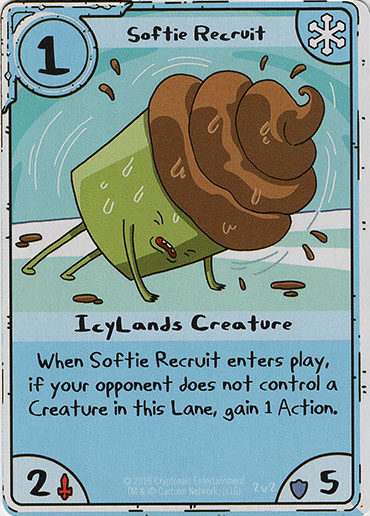 1
Softie Recruit
IcyLands Creature
When Softie Recruit enters play,
if your opponent does not control a
Creature in this Lane, gain 1 Action.
2
© 2016 Cryptozoic Entertainment
TM & © Cartoon Network. (s16)
2v2
5